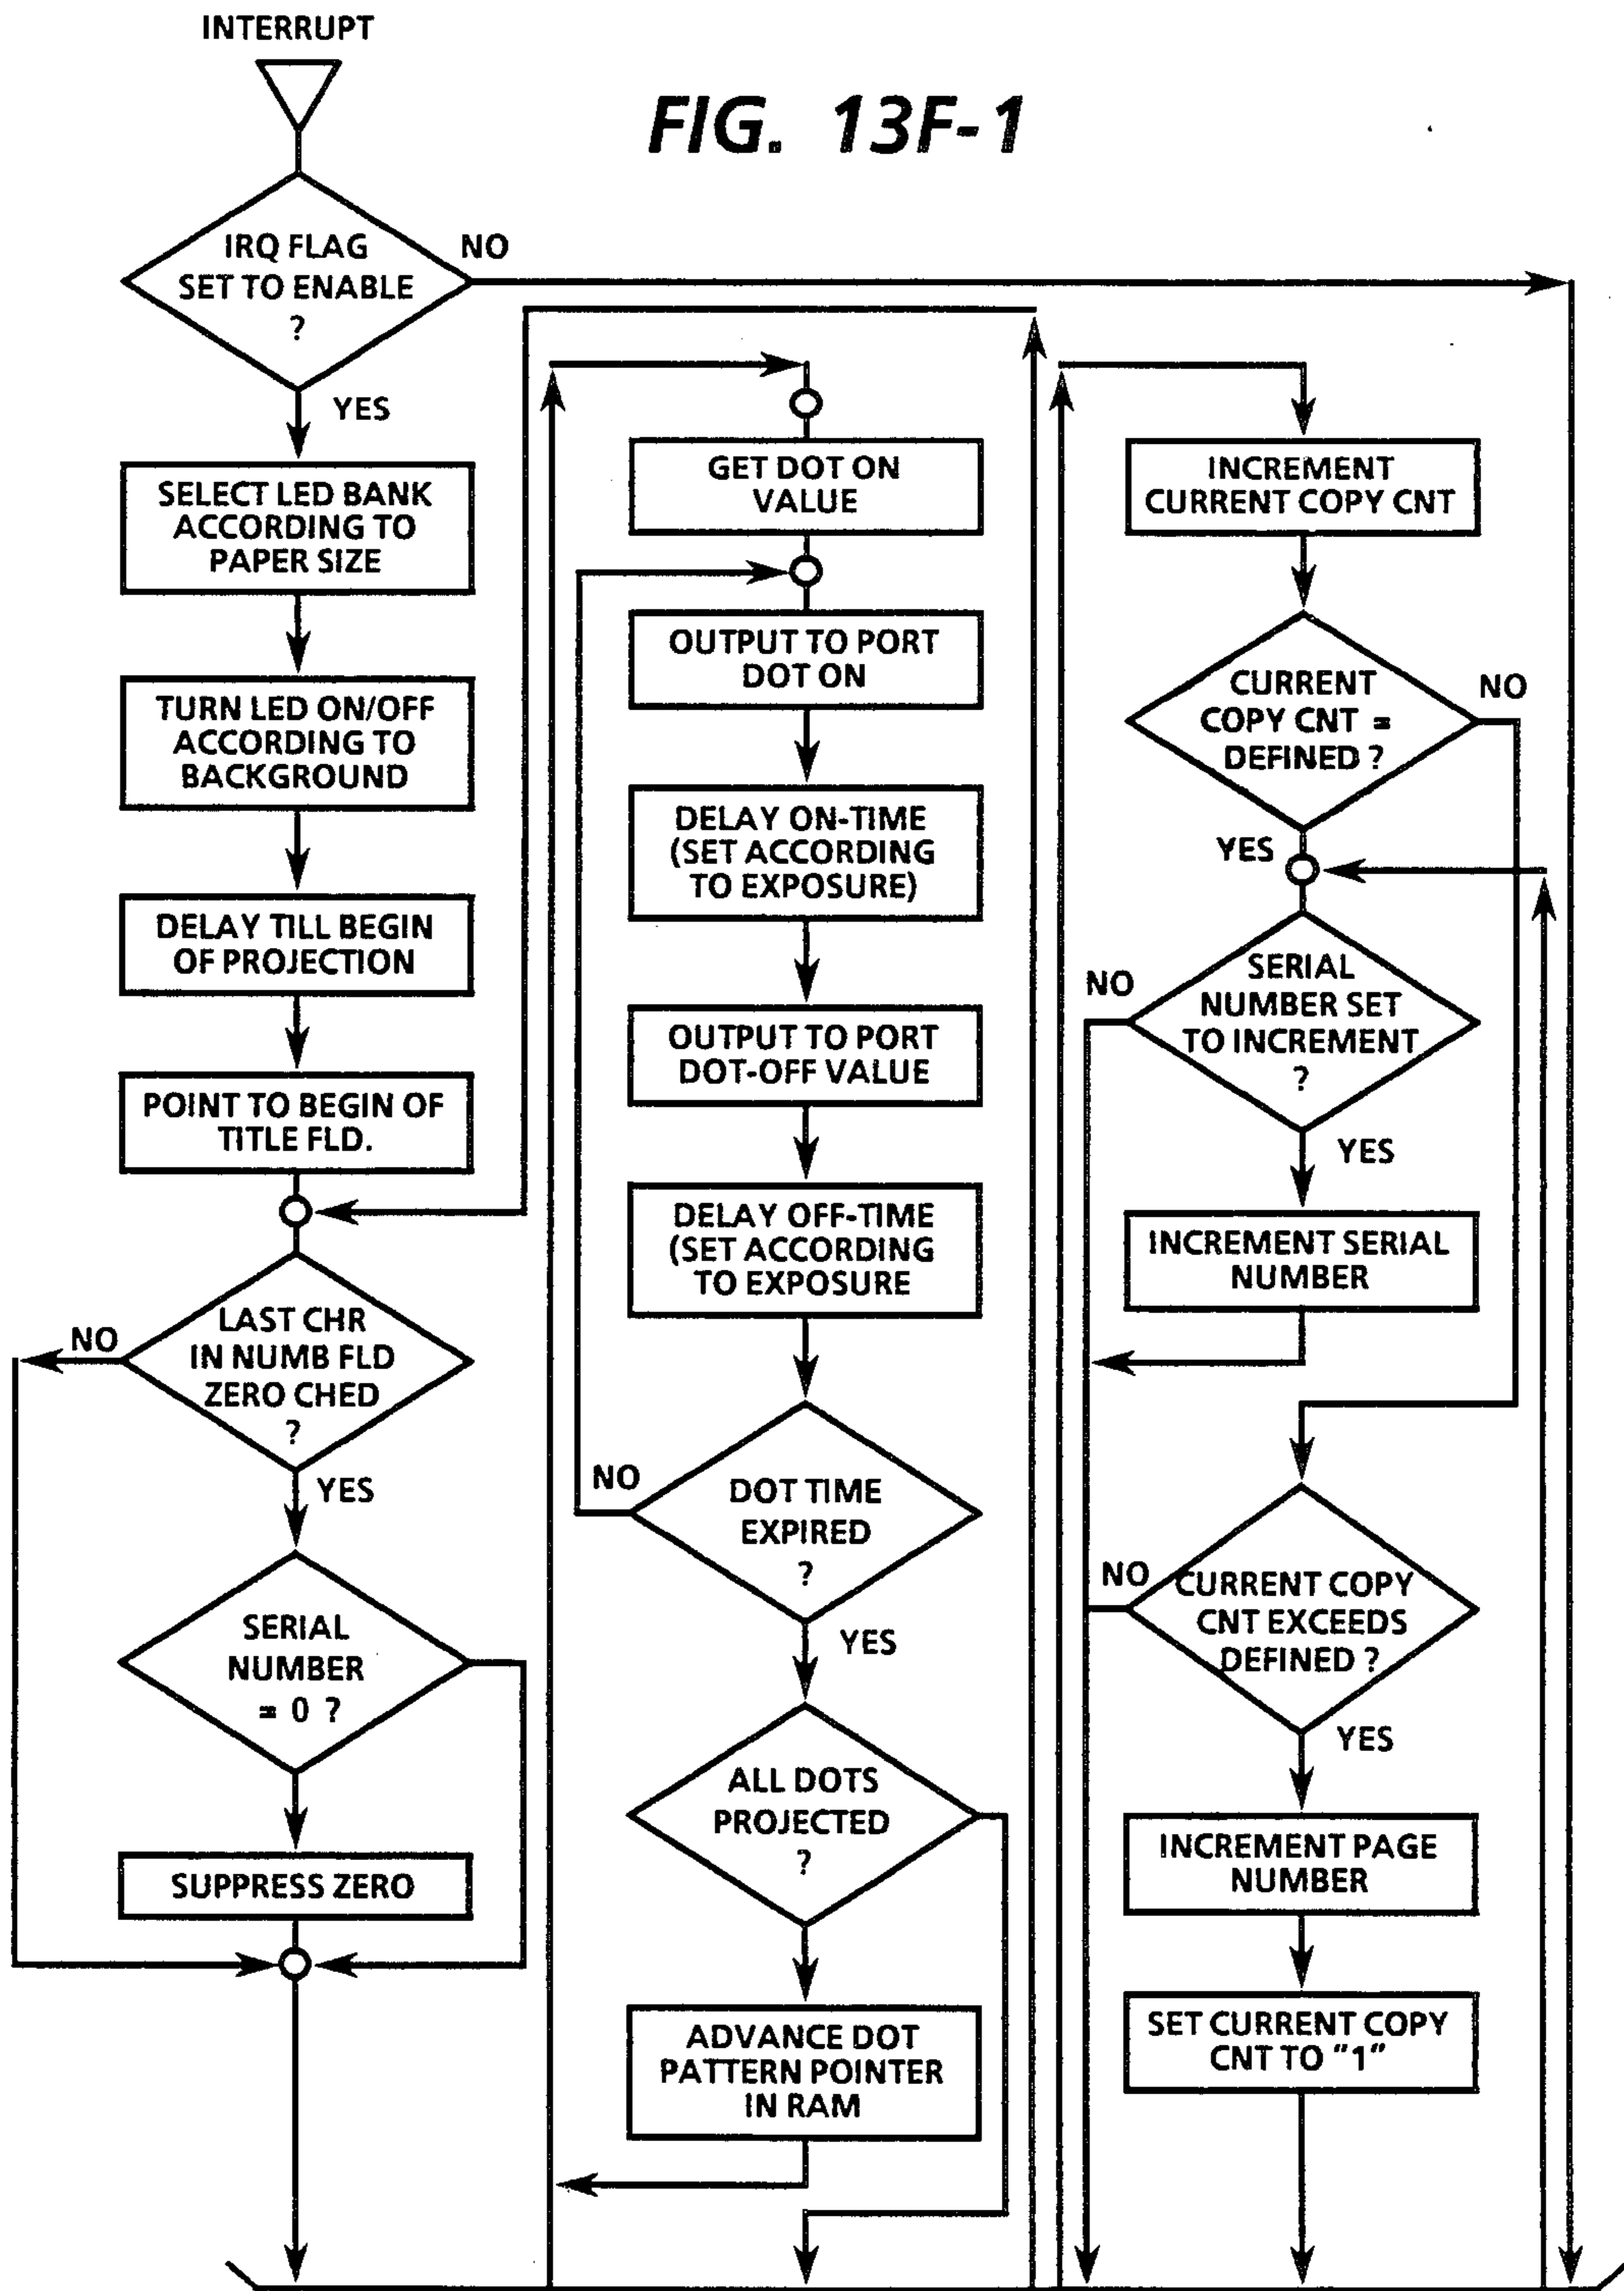 INTERRUPT
FIG. 13F-1
IRQ FLAG
SET TO ENABLE
?
NO
YES
SELECT LED BANK
ACCORDING TO
PAPER SIZE
TURN LED ON/OFF
ACCORDING TO
BACKGROUND
DELAY TILL BEGIN
OF PROJECTION
POINT TO BEGIN OF
TITLE FLD.
LAST CHR
IN NUMB FLD
ZERO CHED
?
NO
YES
SERIAL
NUMBER
= 0 ?
SUPPRESS ZERO
GET DOT ON
VALUE
OUTPUT TO PORT
DOT ON
DELAY ON-TIME
(SET ACCORDING
TO EXPOSURE)
OUTPUT TO PORT
DOT-OFF VALUE
DELAY OFF-TIME
(SET ACCORDING
TO EXPOSURE
DOT TIME
EXPIRED
?
NO
YES
ALL DOTS
PROJECTED
?
ADVANCE DOT
PATTERN POINTER
IN RAM
INCREMENT
CURRENT COPY CNT
CURRENT
COPY CNT =
DEFINED ?
NO
YES
SERIAL
NUMBER SET
TO INCREMENT
?
NO
YES
INCREMENT SERIAL
NUMBER
CURRENT COPY
CNT EXCEEDS
DEFINED ?
NO
YES
INCREMENT PAGE
NUMBER
SET CURRENT COPY
CNT TO "1"